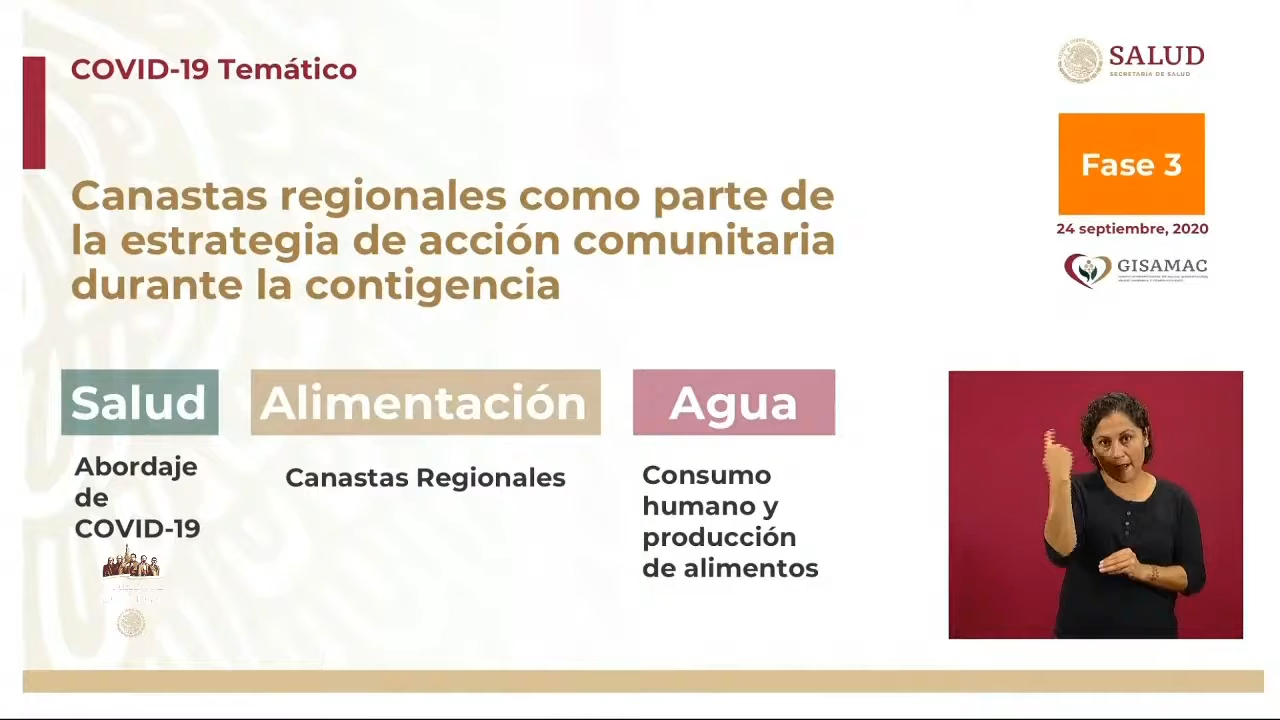 COVID-19 Temático
SALUD
SECRETARÍA DE SALUD
Fase 3
24 septiembre, 2020
GISAMAC
Canastas regionales como parte de
la estrategia de acción comunitaria
durante la contigencia
Salud
Abordaje
de
COVID-19
Alimentación
Canastas Regionales
Agua
Consumo
humano y
producción
de alimentos